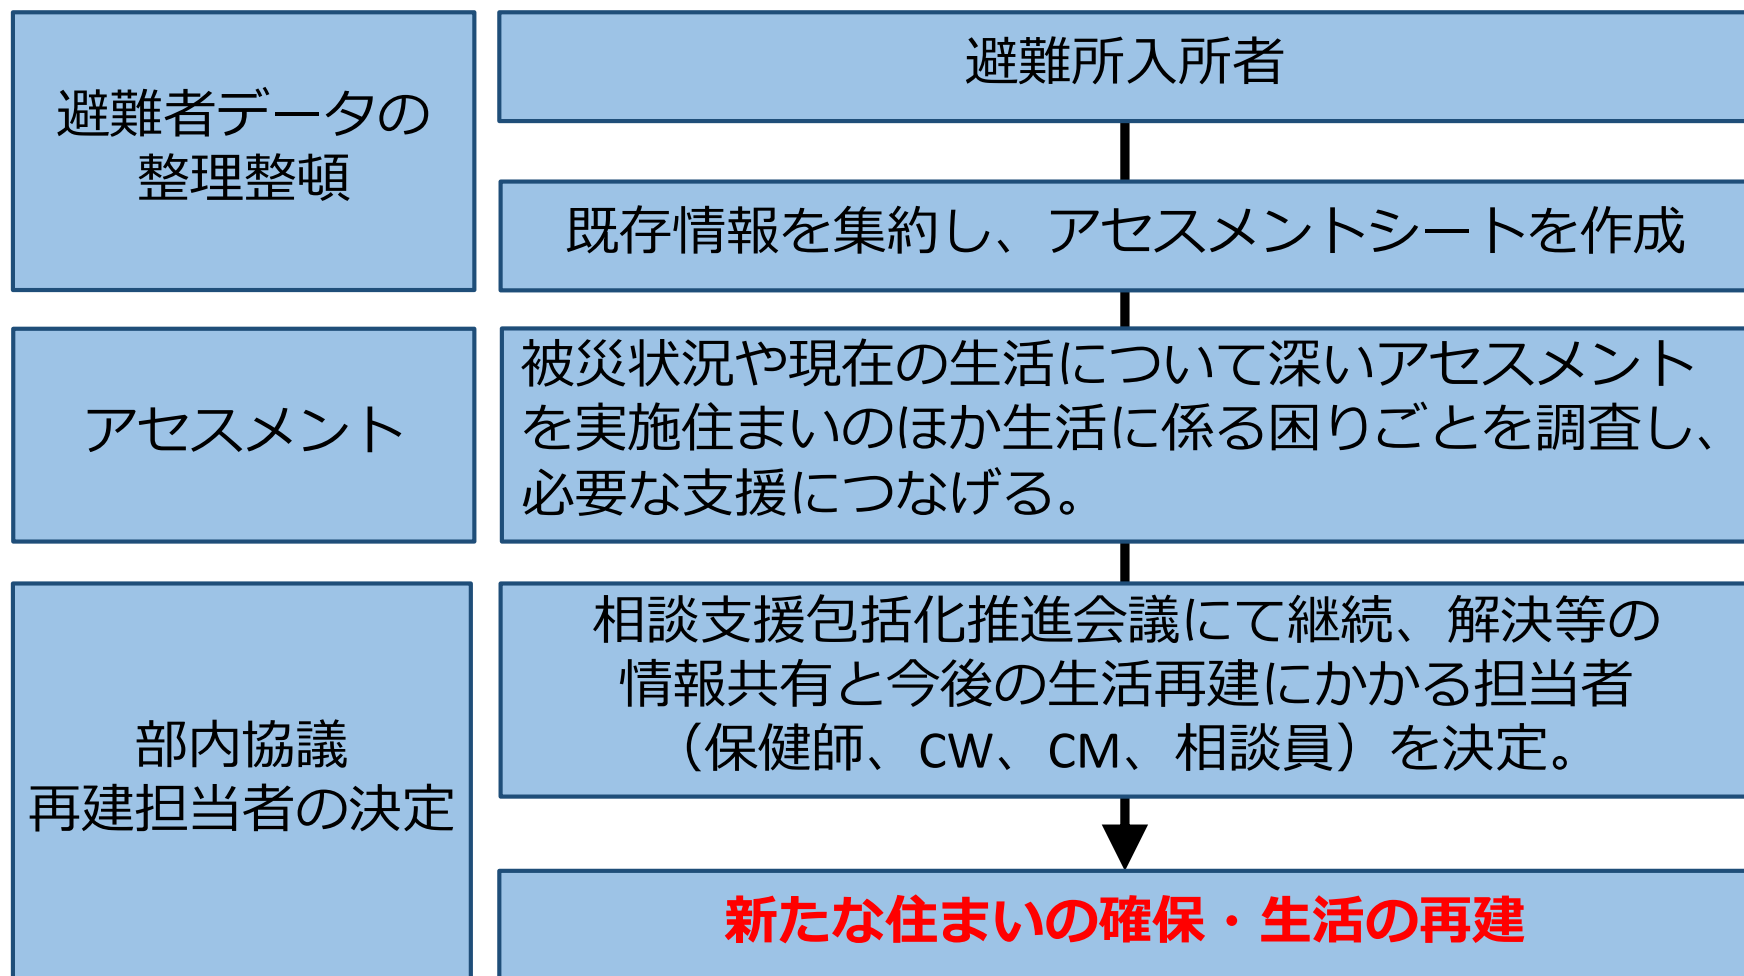 避難者データの
整理整頓
避難所入所者
既存情報を集約し、アセスメントシートを作成
アセスメント
被災状況や現在の生活について深いアセスメント
を実施住まいのほか生活に係る困りごとを調査し、
必要な支援につなげる。
部内協議
再建担当者の決定
相談支援包括化推進会議にて継続、解決等の
情報共有と今後の生活再建にかかる担当者
（保健師、CW、CM、相談員）を決定。
新たな住まいの確保・生活の再建